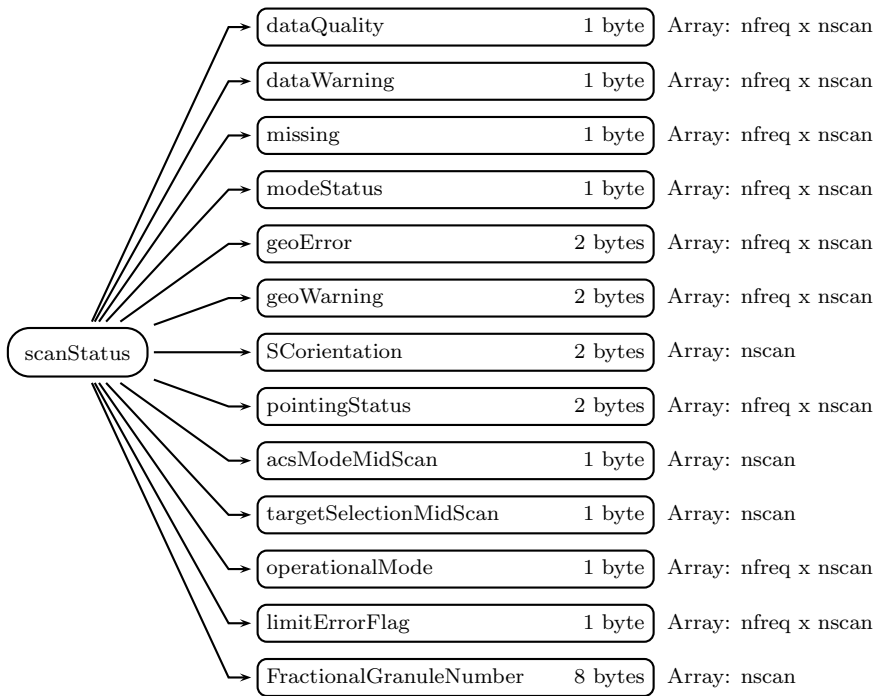 dataQuality 1 byte Array: nfreq x nscan
dataWarning 1 byte Array: nfreq x nscan
missing 1 byte Array: nfreq x nscan
modeStatus 1 byte Array: nfreq x nscan
geoError 2 bytes Array: nfreq x nscan
geoWarning 2 bytes Array: nfreq x nscan
scanStatus SCorientation 2 bytes Array: nscan
pointingStatus 2 bytes Array: nfreq x nscan
acsModeMidScan 1 byte Array: nscan
targetSelectionMidScan 1 byte Array: nscan
operationalMode 1 byte Array: nfreq x nscan
limitErrorFlag 1 byte Array: nfreq x nscan
FractionalGranuleNumber 8 bytes Array: nscan